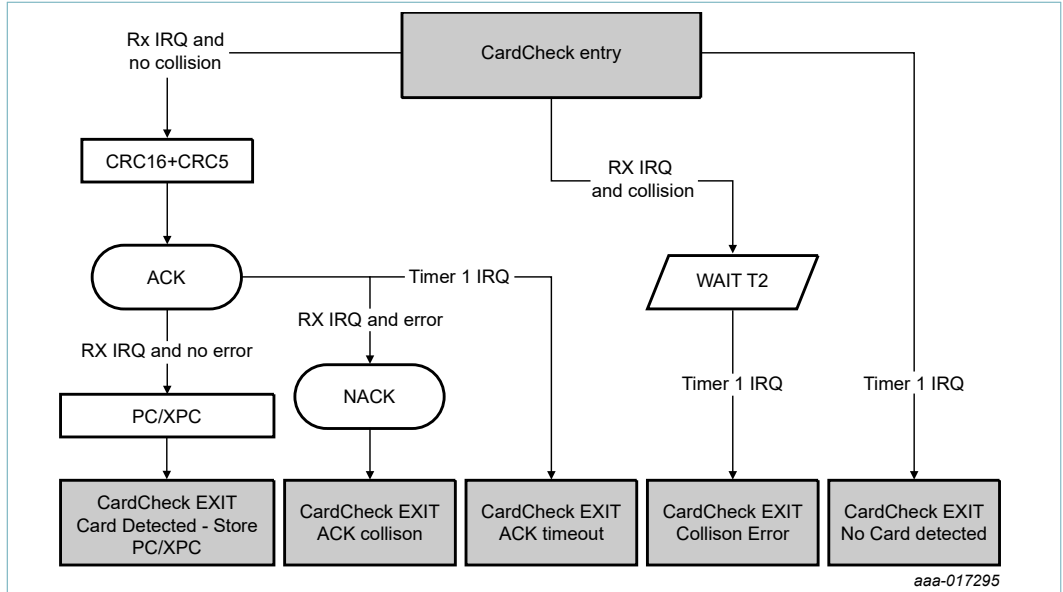 Rx IRQ and
no collision
CardCheck entry
CRC16+CRC5
RX IRQ
and collision
ACK
Timer 1 IRQ
WAIT T2
RX IRQ and error
RX IRQ and no error
NACK
Timer 1 IRQ
Timer 1 IRQ
PC/XPC
CardCheck EXIT
Card Detected - Store
PC/XPC
CardCheck EXIT
ACK collison
CardCheck EXIT
ACK timeout
CardCheck EXIT
Collison Error
CardCheck EXIT
No Card detected
aaa-017295